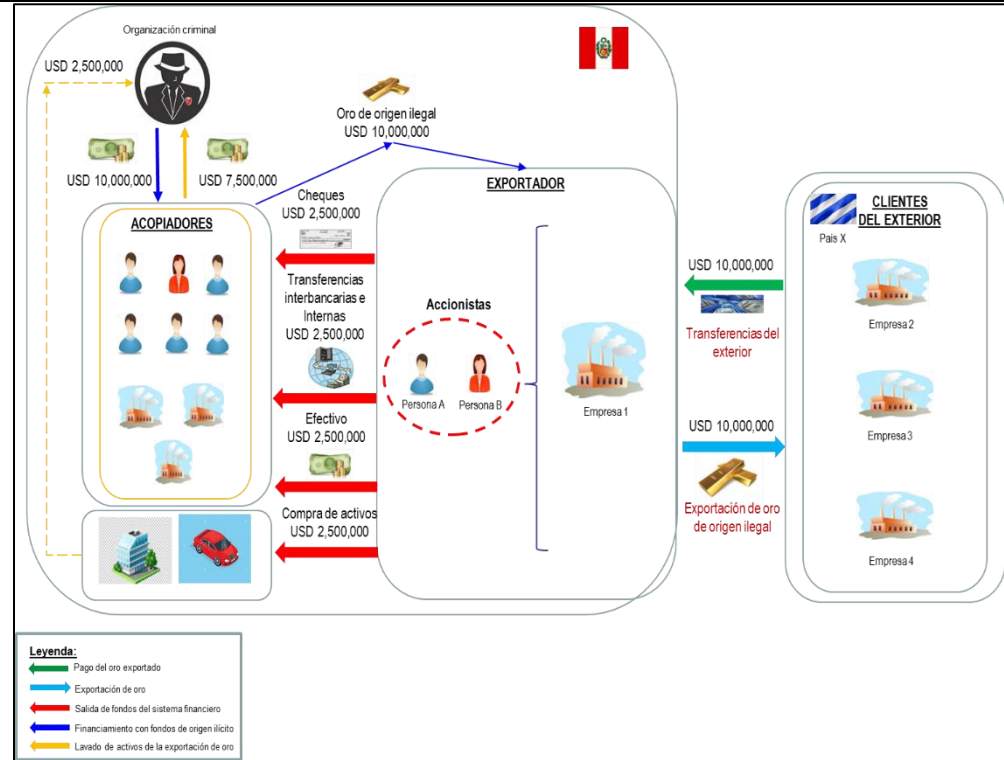 Organización criminal
USD 2,500,000
USD 10,000,000
USD 7,500,000
Oro de origen ilegal
USD 10,000,000
ACOPIADORES
Cheques
USD 2,500,000
Transferencias
interbancarias e
Internas
USD 2,500,000
Efectivo
USD 2,500,000
Compra de activos
USD 2,500,000
EXPORTADOR
Accionistas
Persona A
Persona B
Empresa 1
USD 10,000,000
Transferencias del
exterior
USD 10,000,000
Exportación de oro
de origen ilegal
CLIENTES
DEL EXTERIOR
Pais X
Empresa 2
Empresa 3
Empresa 4
Leyenda:
Pago del oro exportado
Exportación de oro
Salida de fondos del sistema financiero
Financiamiento con fondos de origen ilícito
Lavado de activos de la exportación de oro